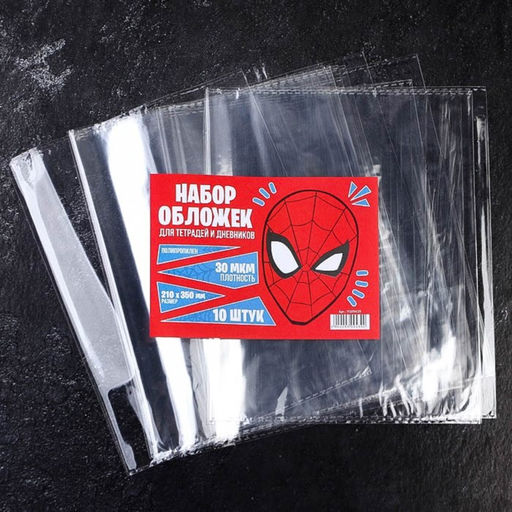 НАБОР
ОБЛОЖЕК
ДЛЯ ТЕТРАДЕЙ И ДНЕВНИКОВ
ПОЛИПРОПИЛЕН
30 МКМ
ПЛОТНОСТЬ
210 х 350 мм
РАЗМЕР
10 ШТУК